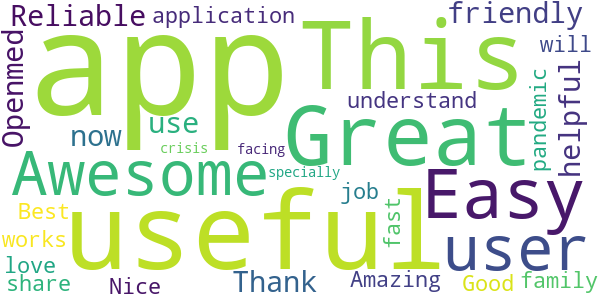 Reliable
application
friendly
app
This
will
Openmed
understand
helpful
pandemic
now
use
Great
crisis
facing
specially
Awesome
job
Easy
Best
useful
fast
user
works
love
share
Nice
Thank
Amazing
Good
family